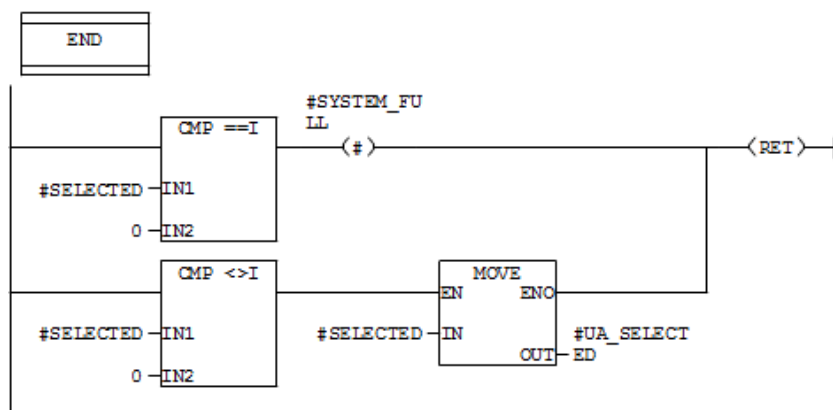 END
#SYSTEM_FU
LL
CMP ==I
(#)
(RET)
#SELECTED
IN1
0
IN2
CMP <>I
MOVE
EN
ENO
#SELECTED
IN1
#SELECTED
IN
#UA_SELECT
OUT
ED
0
IN2